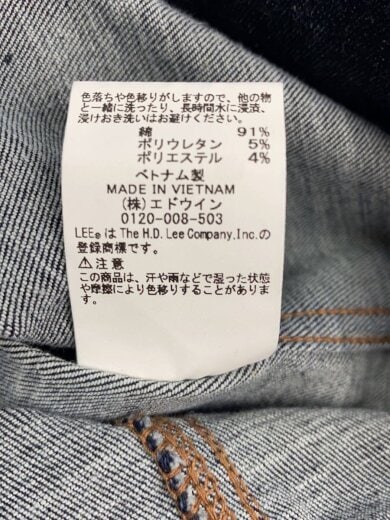 色落ちや色移りがしますので、他の物
と一緒に洗ったり、長時間水に浸漬、
浸けおき洗いはお避けください。
綿 91%
ポリウレタン 5%
ポリエステル 4%
ベトナム製
MADE IN VIETNAM
(株)エドウイン
0120-008-503
LEE®は The H.D. Lee Company,Inc.の
登録商標です。
⚠注意
この商品は、汗や雨などで湿った状態
や摩擦により色移りすることがありま
す。